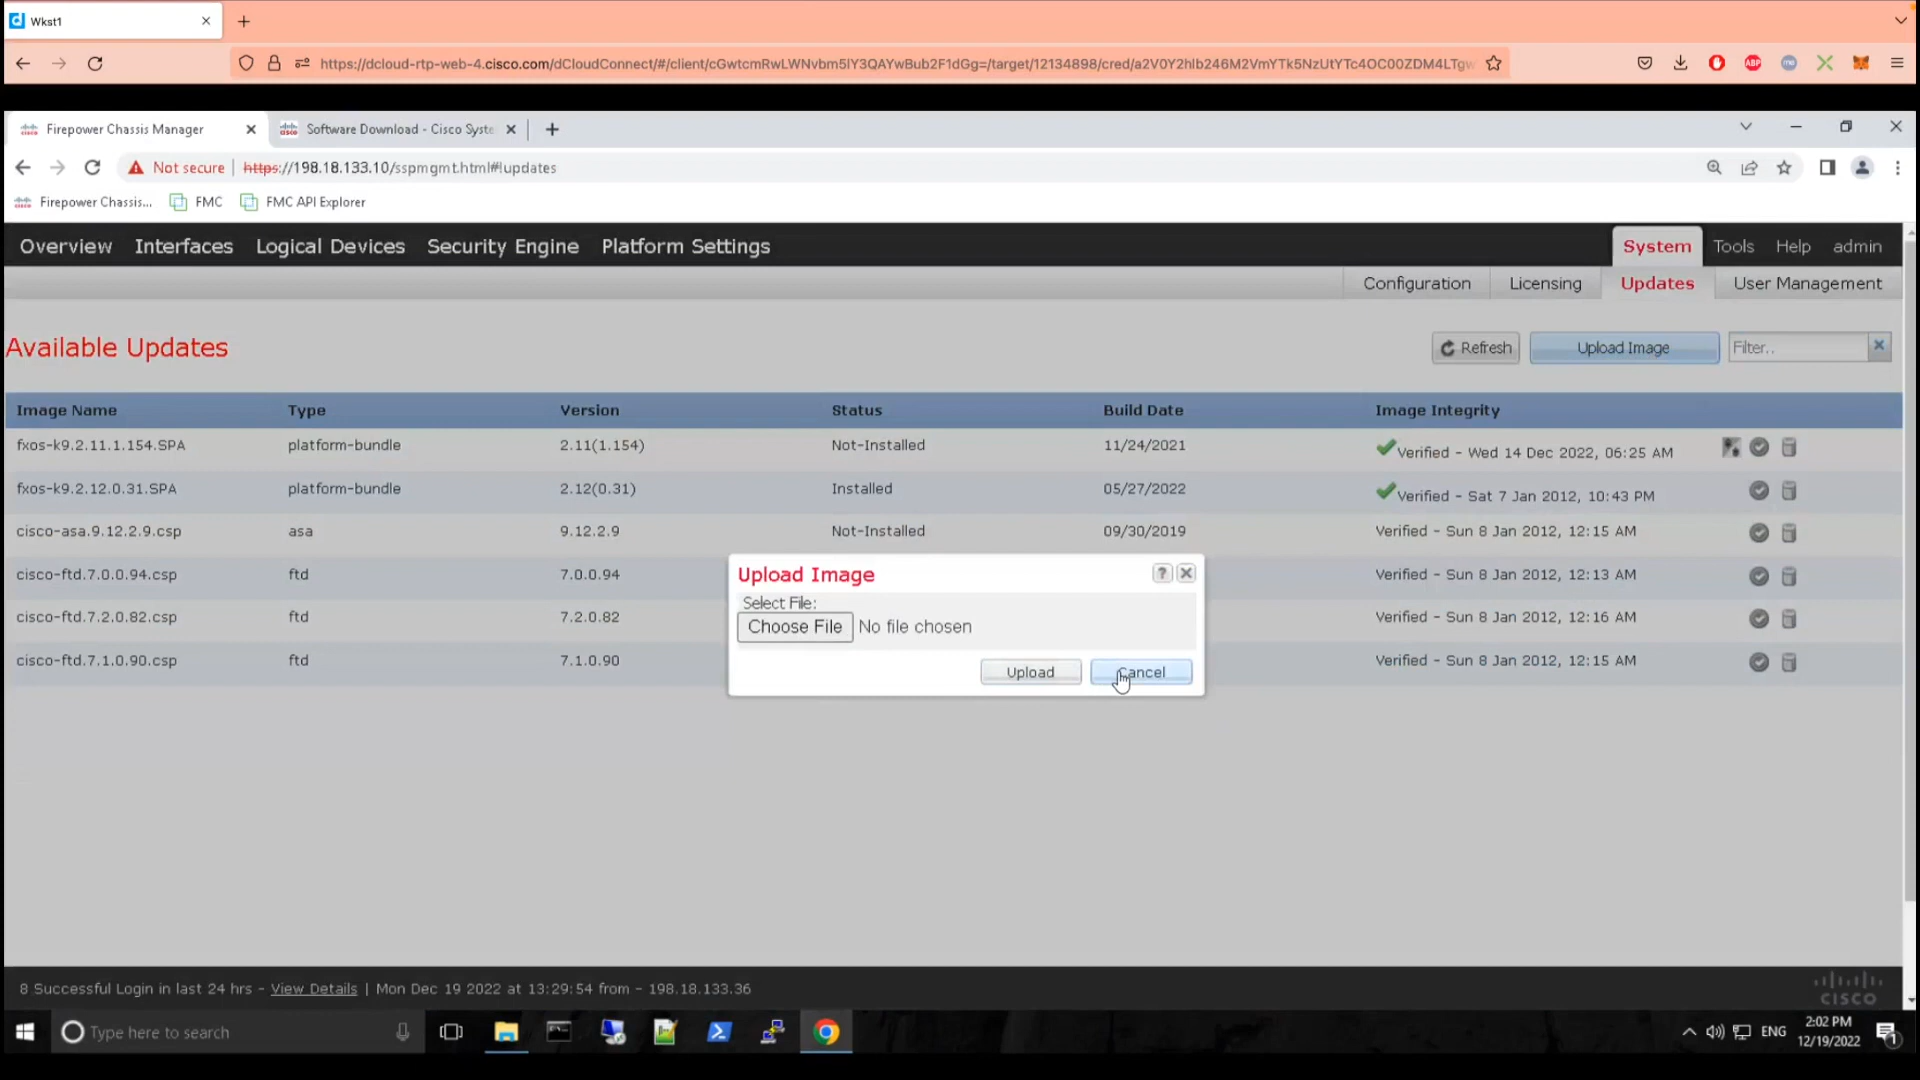 Wkst1
https://dcloud-rtp-web-4.cisco.com/dCloudConnect/#/client/
Firepower Chassis Manager
Software Download - Cisco Syste
Not secure https://198.18.133.10/sspmgmt.html#!updates
Firepower Chassis... FMC FMC API Explorer
Overview Interfaces Logical Devices Security Engine Platform Settings System Tools Help admin
Configuration Licensing Updates User Management
Available Updates Refresh Upload Image Filter..
Image Name Type Version Status Build Date Image Integrity
fxos-k9.2.11.1.154.SPA platform-bundle 2.11(1.154) Not-Installed 11/24/2021 Verified - Wed 14 Dec 2022, 06:25 AM
fxos-k9.2.12.0.31.SPA platform-bundle 2.12(0.31) Installed 05/27/2022 Verified - Sat 7 Jan 2012, 10:43 PM
cisco-asa.9.12.2.9.csp asa 9.12.2.9 Not-Installed 09/30/2019 Verified - Sun 8 Jan 2012, 12:15 AM
cisco-ftd.7.0.0.94.csp ftd 7.0.0.94 Verified - Sun 8 Jan 2012, 12:13 AM
cisco-ftd.7.2.0.82.csp ftd 7.2.0.82 Verified - Sun 8 Jan 2012, 12:16 AM
cisco-ftd.7.1.0.90.csp ftd 7.1.0.90 Verified - Sun 8 Jan 2012, 12:15 AM
Upload Image
Select File:
Choose File No file chosen
Upload Cancel
8 Successful Login in last 24 hrs - View Details | Mon Dec 19 2022 at 13:29:54 from - 198.18.133.36
CISCO
Type here to search
ENG
2:02 PM
12/19/2022